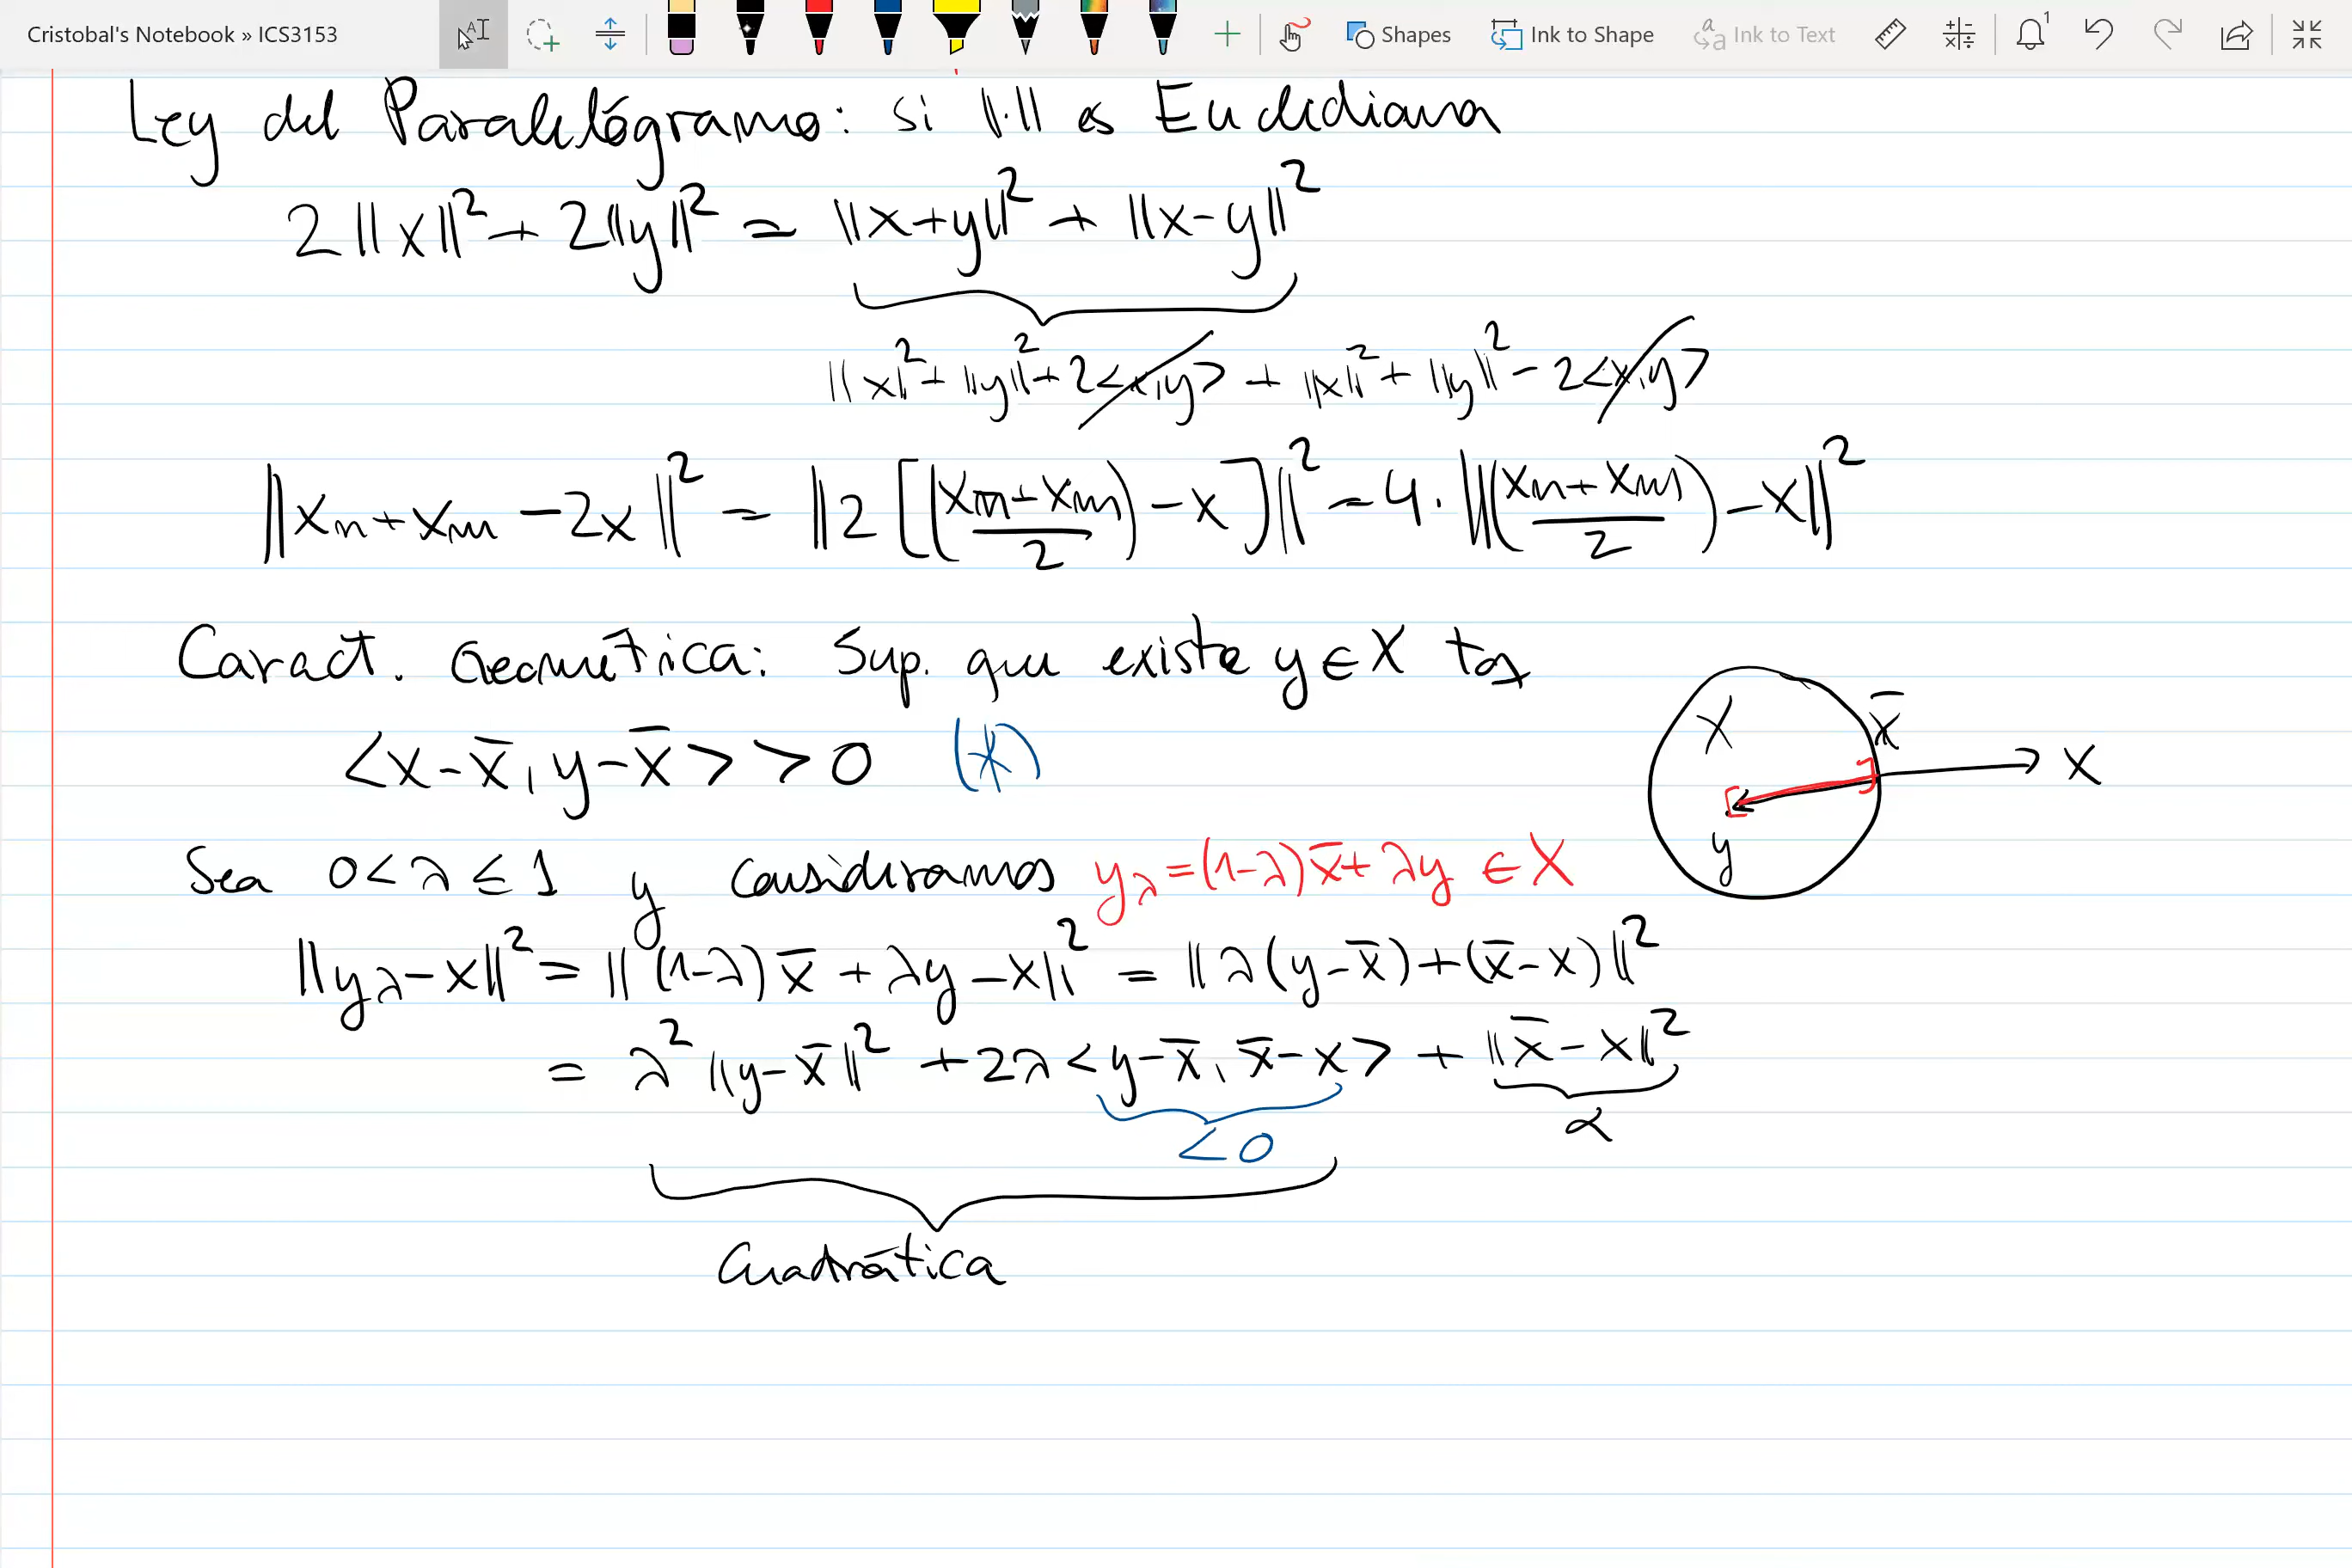 Cristobal's Notebook » ICS3153
Shapes
Ink to Shape
Ink to Text
1
Ley del Paralelógramo: si ||·|| es Euclidiana
2||x||² + 2||y||² = ||x+y||² + ||x-y||²
||x||² + ||y||² + 2<x,y> + ||x||² + ||y||² - 2<x,y>
||xn + xm - 2x||² = ||2[((xn+xm)/2) - x]||² = 4·||((xn+xm)/2) - x||²
Caract. Geométrica: Sup. que existe y ∈ X tq
<x-x̄, y-x̄> > 0 (*)
X x̄ x y
Sea 0<λ≤1 y consideramos yλ = (1-λ)x̄ + λy ∈ X
||yλ - x||² = ||(1-λ)x̄ + λy - x||² = ||λ(y-x̄) + (x̄-x)||²
= λ²||y-x̄||² + 2λ<y-x̄, x̄-x> + ||x̄-x||²
<0 α
Cuadrática